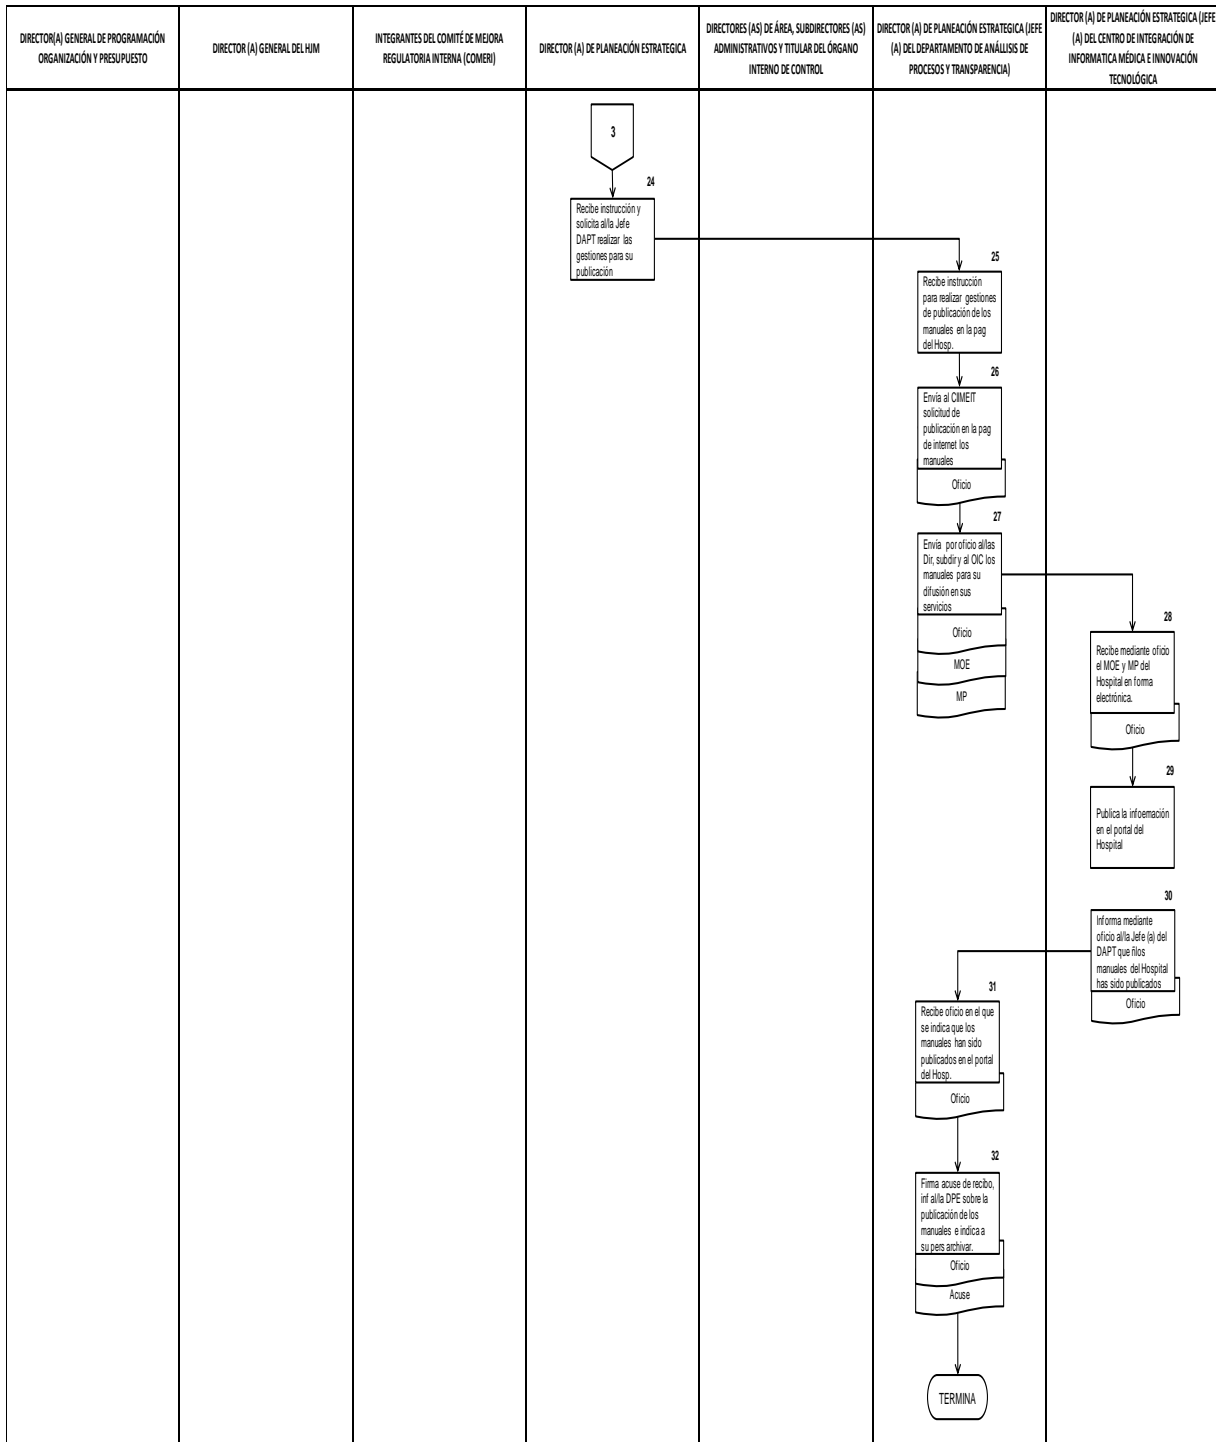 DIRECTOR(A) GENERAL DE PROGRAMACIÓN
ORGANIZACIÓN Y PRESUPUESTO
DIRECTOR (A) GENERAL DEL HJM
INTEGRANTES DEL COMITÉ DE MEJORA
REGULATORIA INTERNA (COMERI)
DIRECTOR (A) DE PLANEACIÓN ESTRATEGICA
DIRECTORES (AS) DE ÁREA, SUBDIRECTORES (AS)
ADMINISTRATIVOS Y TITULAR DEL ÓRGANO
INTERNO DE CONTROL
DIRECTOR (A) DE PLANEACIÓN ESTRATEGICA (JEFE
(A) DEL DEPARTAMENTO DE ANÁLLISIS DE
PROCESOS Y TRANSPARENCIA)
DIRECTOR (A) DE PLANEACIÓN ESTRATEGICA (JEFE
(A) DEL CENTRO DE INTEGRACIÓN DE
INFORMATICA MÉDICA E INNOVACIÓN
TECNOLÓGICA
3
24
Recibe instrucción y
solicita al/la Jefe
DAPT realizar las
gestiones para su
publicación
25
Recibe instrucción
para realizar gestiones
de publicación de los
manuales en la pag
del Hosp.
26
Envía al CIIMEIT
solicitud de
publicación en la pag
de internet los
manuales
Oficio
27
Envía por oficio al/las
Dir, subdir y al OIC los
manuales para su
difusión en sus
servicios
Oficio
MOE
MP
28
Recibe mediante oficio
el MOE y MP del
Hospital en forma
electrónica.
Oficio
29
Publica la infoemación
en el portal del
Hospital
30
Informa mediante
oficio al/la Jefe (a) del
DAPT que ñlos
manuales del Hospital
has sido publicados
Oficio
31
Recibe oficio en el que
se indica que los
manuales han sido
publicados en el portal
del Hosp.
Oficio
32
Firma acuse de recibo,
inf al/la DPE sobre la
publicación de los
manuales e indica a
su pers archivar.
Oficio
Acuse
TERMINA